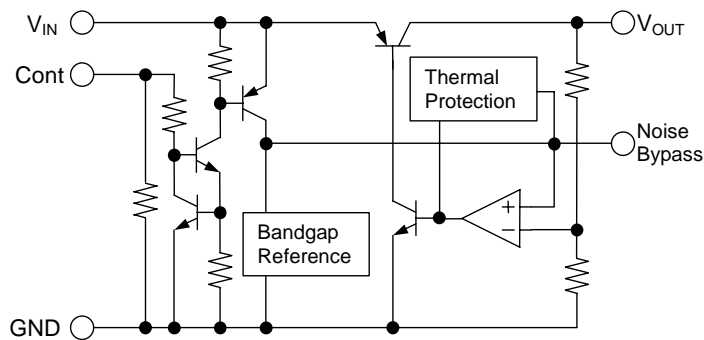 VIN
VOUT
Cont
Thermal
Protection
Noise
Bypass
+
−
Bandgap
Reference
GND